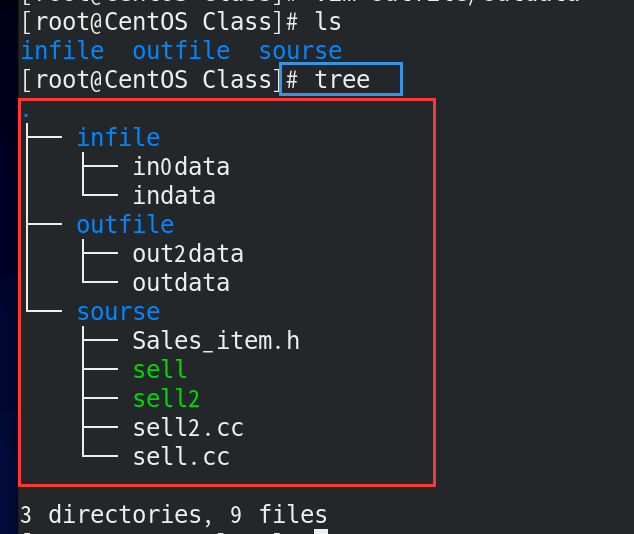 [root@CentOS Class]# ls
infile outfile sourse
[root@CentOS Class]# tree
.
├── infile
│   ├── in0data
│   └── indata
├── outfile
│   ├── out2data
│   └── outdata
└── sourse
    ├── Sales_item.h
    ├── sell
    ├── sell2
    ├── sell2.cc
    └── sell.cc
3 directories, 9 files